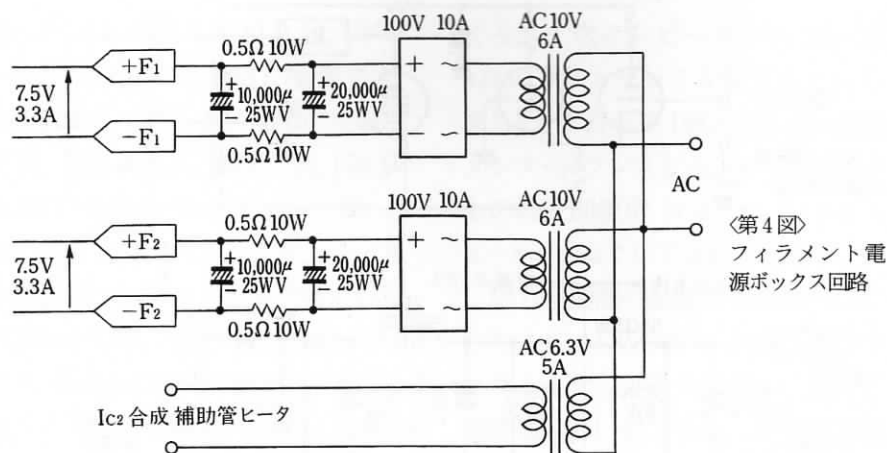 100V 10A
AC10V
6A
0.5Ω 10W
+F1
+ 10,000μ
− 25WV
+ 20,000μ
− 25WV
+ ~
− ~
7.5V
3.3A
−F1
0.5Ω 10W
AC
100V 10A
AC10V
6A
0.5Ω 10W
+F2
+ 10,000μ
− 25WV
+ 20,000μ
− 25WV
+ ~
− ~
7.5V
3.3A
−F2
0.5Ω 10W
〈第4図〉
フィラメント電
源ボックス回路
AC6.3V
5A
Ic2 合成 補助管ヒータ